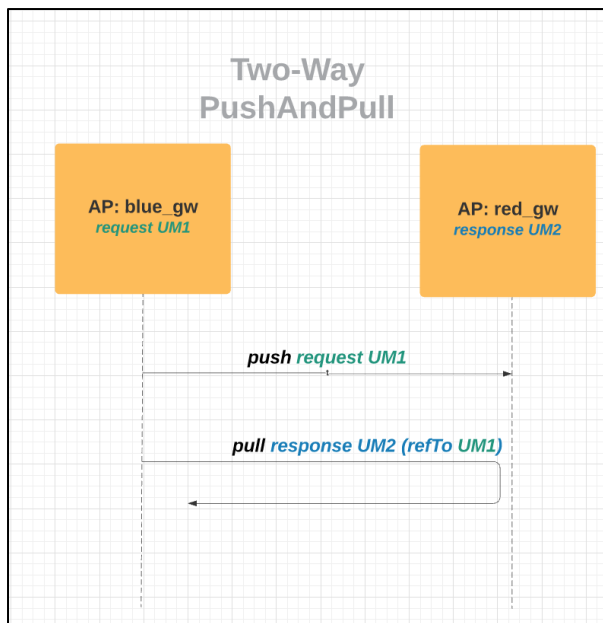 Two-Way
PushAndPull
AP: blue_gw
request UM1
AP: red_gw
response UM2
push request UM1
pull response UM2 (refTo UM1)